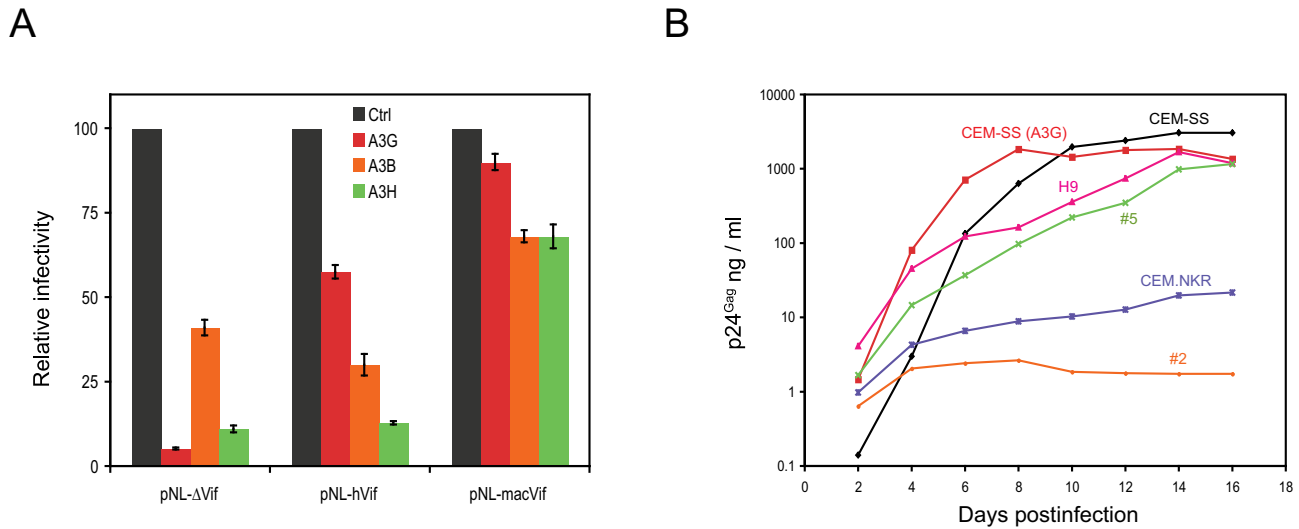 A
Relative infectivity
100
75
50
25
0
Ctrl
A3G
A3B
A3H
pNL-ΔVif
pNL-hVif
pNL-macVif
B
p24^Gag ng / ml
10000
1000
100
10
1
0.1
CEM-SS
CEM-SS (A3G)
H9
#5
CEM.NKR
#2
0 2 4 6 8 10 12 14 16 18
Days postinfection